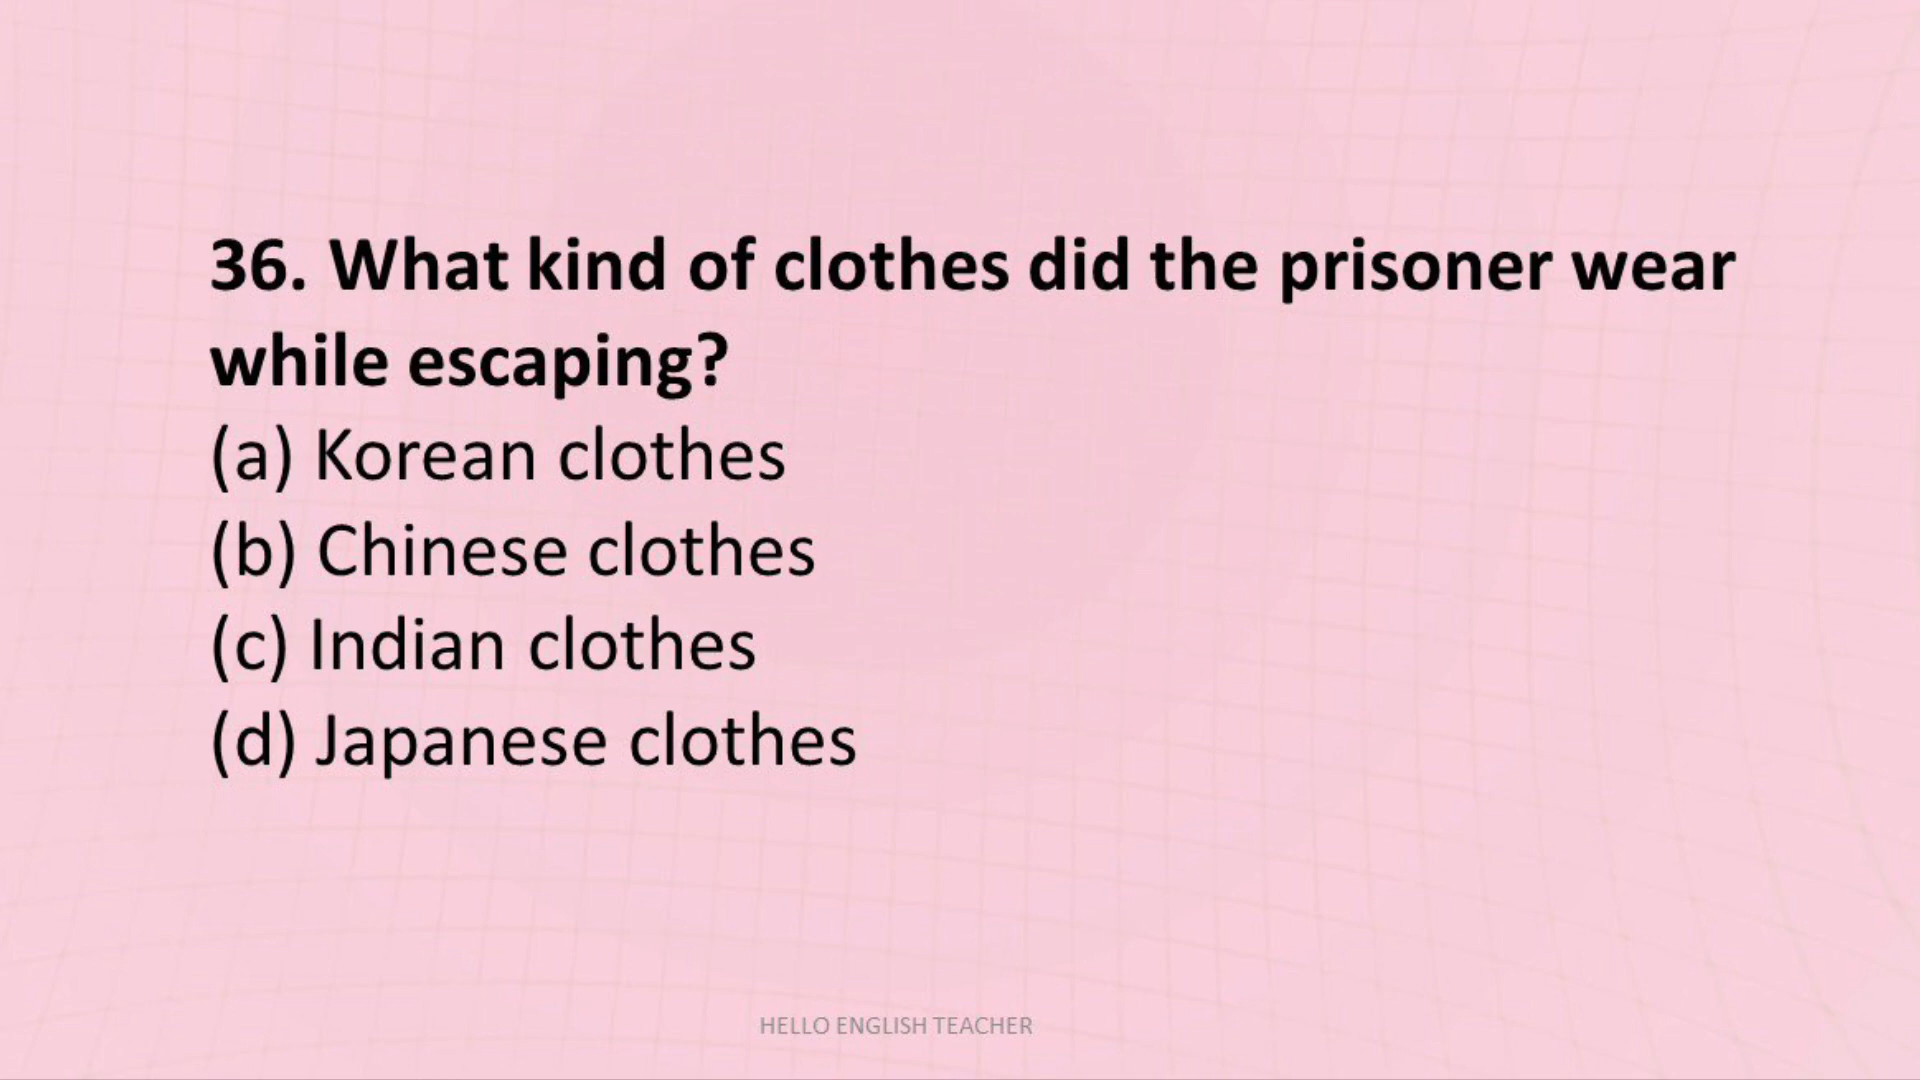 36. What kind of clothes did the prisoner wear
while escaping?
(a) Korean clothes
(b) Chinese clothes
(c) Indian clothes
(d) Japanese clothes
HELLO ENGLISH TEACHER